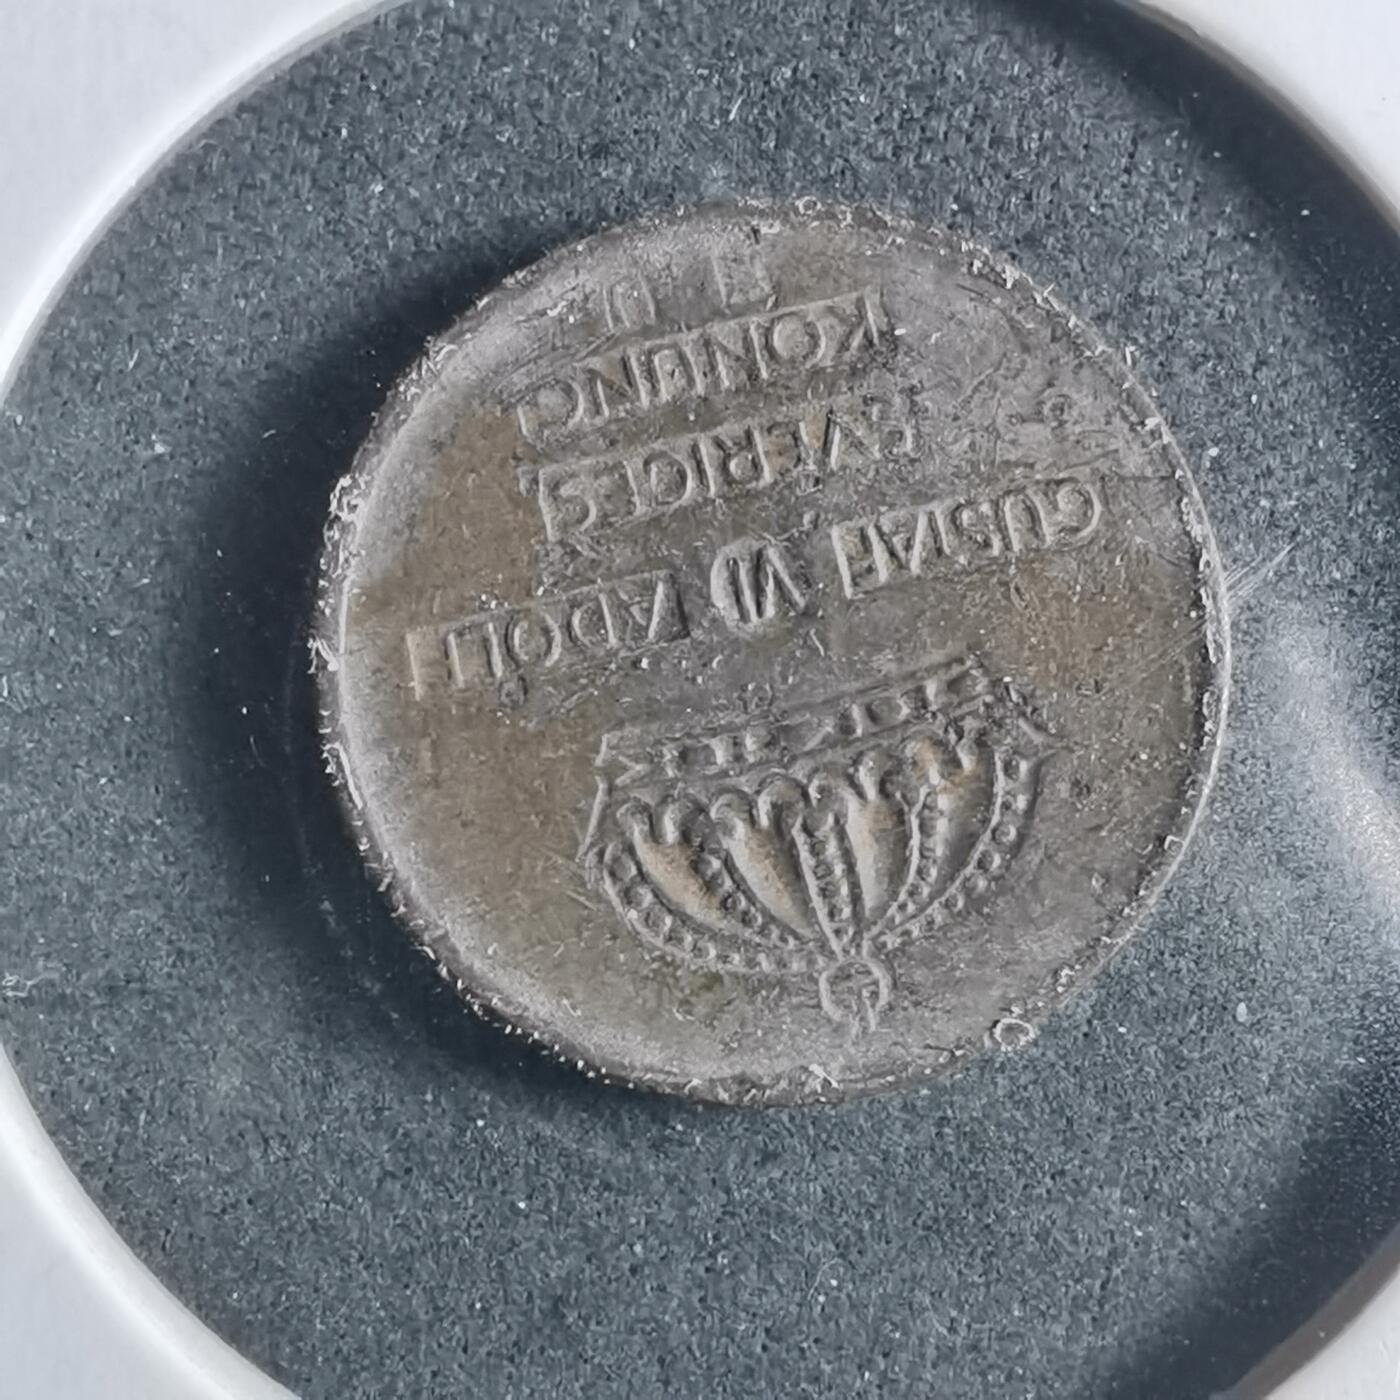 GUSTAF VI ADOLF
SVERIGES
KONUNG